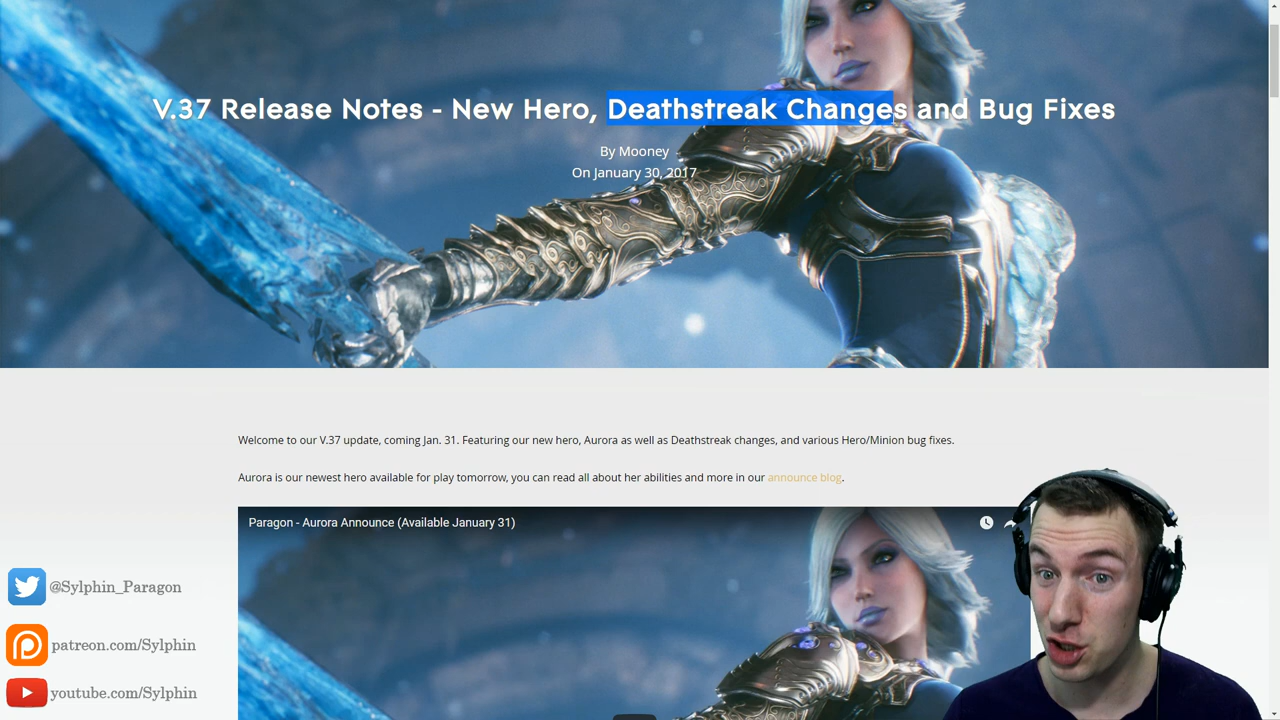 V.37 Release Notes - New Hero, Deathstreak Changes and Bug Fixes
By Mooney
On January 30, 2017
Welcome to our V.37 update, coming Jan. 31. Featuring our new hero, Aurora as well as Deathstreak changes, and various Hero/Minion bug fixes.
Aurora is our newest hero available for play tomorrow, you can read all about her abilities and more in our announce blog.
Paragon - Aurora Announce (Available January 31)
@Sylphin_Paragon
patreon.com/Sylphin
youtube.com/Sylphin